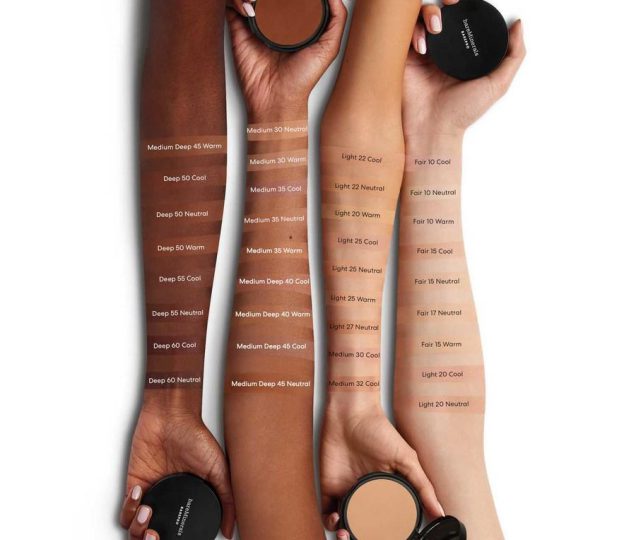 bareMinerals
BAREPRO
Medium Deep 45 Warm
Deep 50 Cool
Deep 50 Neutral
Deep 50 Warm
Deep 55 Cool
Deep 55 Neutral
Deep 60 Cool
Deep 60 Neutral
Medium 30 Neutral
Medium 30 Warm
Medium 35 Cool
Medium 35 Neutral
Medium 35 Warm
Medium Deep 40 Cool
Medium Deep 40 Warm
Medium Deep 45 Cool
Medium Deep 45 Neutral
Light 22 Cool
Light 22 Neutral
Light 20 Warm
Light 25 Cool
Light 25 Neutral
Light 25 Warm
Light 27 Neutral
Medium 30 Cool
Medium 32 Cool
Fair 10 Cool
Fair 10 Neutral
Fair 10 Warm
Fair 15 Cool
Fair 15 Neutral
Fair 17 Neutral
Fair 15 Warm
Light 20 Cool
Light 20 Neutral
bareMinerals
BAREPRO